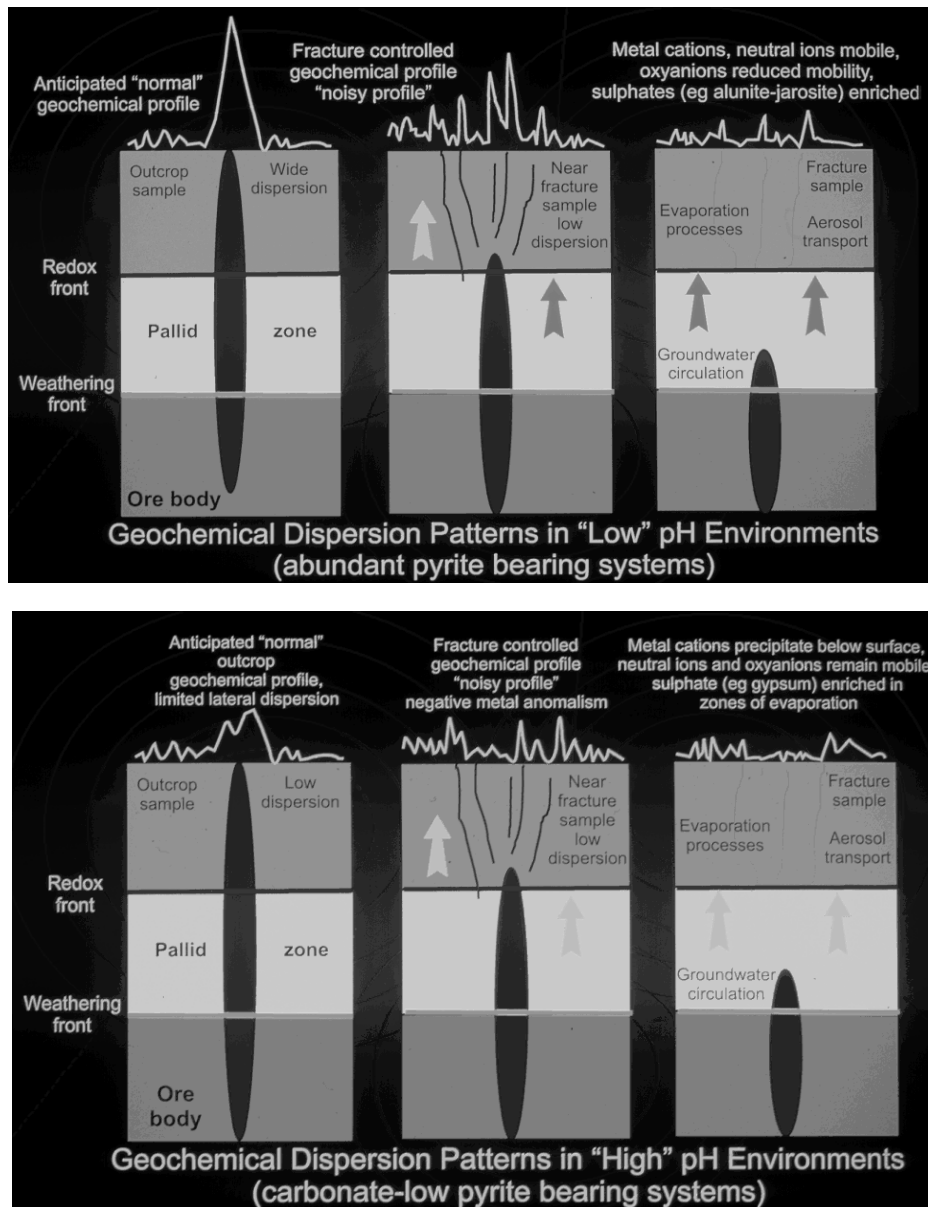 Anticipated "normal"
geochemical profile
Fracture controlled
geochemical profile
"noisy profile"
Metal cations, neutral ions mobile,
oxyanions reduced mobility,
sulphates (eg alunite-jarosite) enriched
Outcrop
sample
Wide
dispersion
Near
fracture
sample
low
dispersion
Evaporation
processes
Fracture
sample
Aerosol
transport
Redox
front
Pallid zone
Groundwater
circulation
Weathering
front
Ore body
Geochemical Dispersion Patterns in "Low" pH Environments
(abundant pyrite bearing systems)
Anticipated "normal"
outcrop
geochemical profile,
limited lateral dispersion
Fracture controlled
geochemical profile
"noisy profile"
negative metal anomalism
Metal cations precipitate below surface,
neutral ions and oxyanions remain mobile
sulphate (eg gypsum) enriched in
zones of evaporation
Outcrop
sample
Low
dispersion
Near
fracture
sample
low
dispersion
Evaporation
processes
Fracture
sample
Aerosol
transport
Redox
front
Pallid zone
Groundwater
circulation
Weathering
front
Ore
body
Geochemical Dispersion Patterns in "High" pH Environments
(carbonate-low pyrite bearing systems)